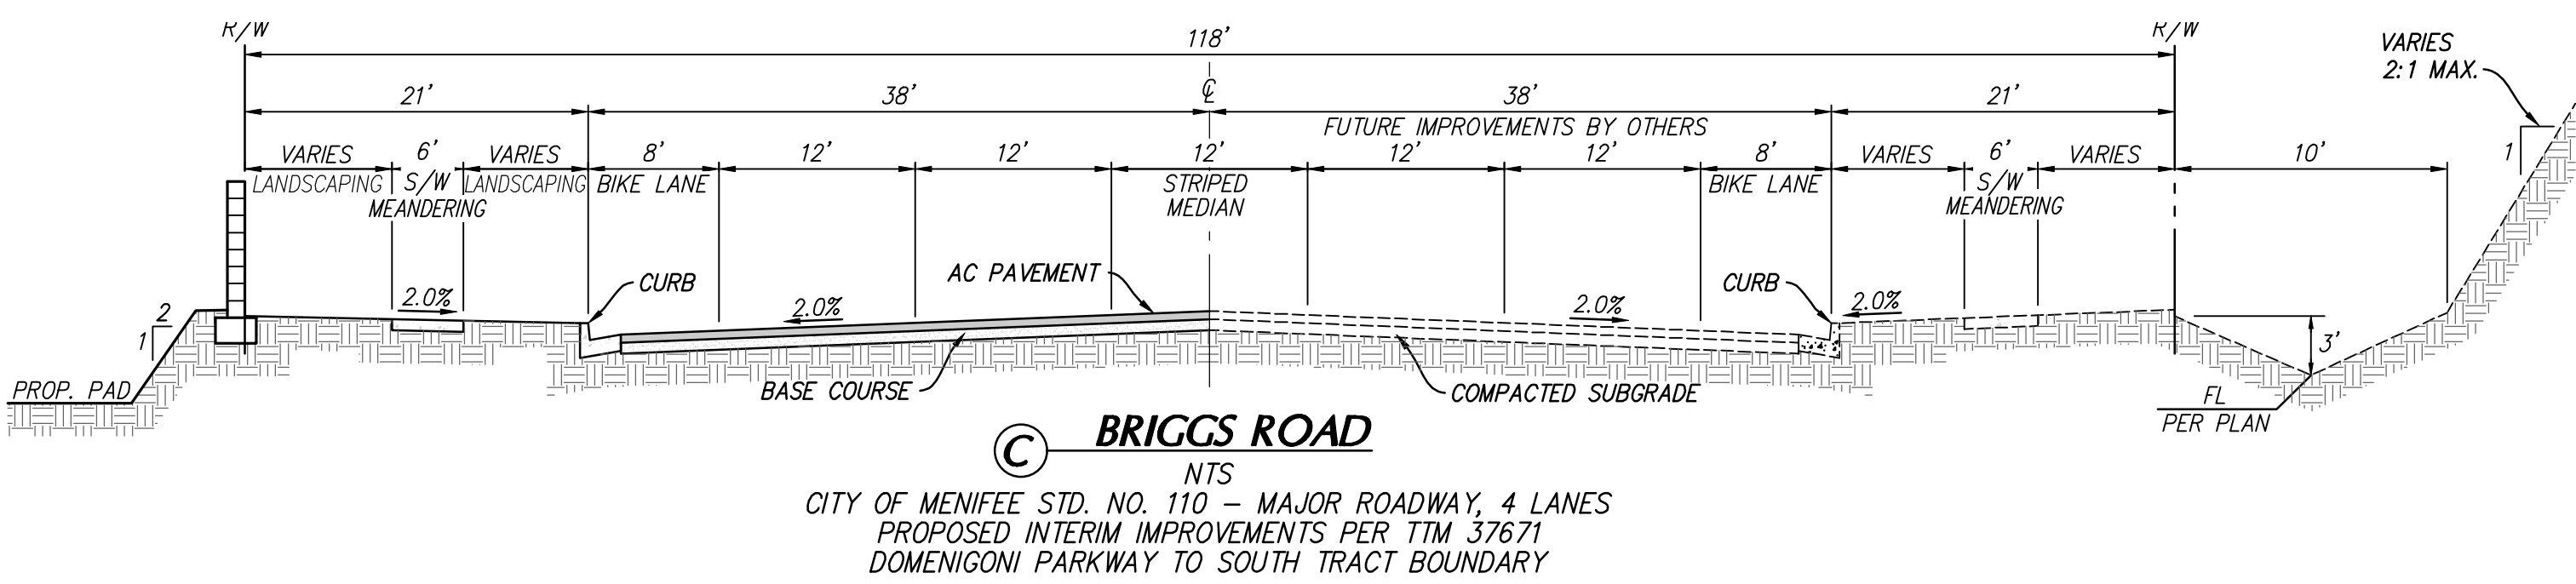 R/W R/W
118'
VARIES
2:1 MAX.
21' 38' ℄ 38' 21'
FUTURE IMPROVEMENTS BY OTHERS
VARIES 6' VARIES 8' 12' 12' 12' 12' 12' 8' VARIES 6' VARIES 10' 1
LANDSCAPING S/W LANDSCAPING BIKE LANE STRIPED BIKE LANE S/W
MEANDERING MEDIAN MEANDERING
AC PAVEMENT
CURB CURB
2.0% 2.0% 2.0% 2.0%
2
1
3'
PROP. PAD
BASE COURSE COMPACTED SUBGRADE
FL
PER PLAN
C BRIGGS ROAD
NTS
CITY OF MENIFEE STD. NO. 110 – MAJOR ROADWAY, 4 LANES
PROPOSED INTERIM IMPROVEMENTS PER TTM 37671
DOMENIGONI PARKWAY TO SOUTH TRACT BOUNDARY